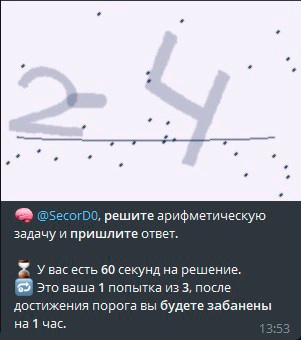 2-4
🧠 @SecorD0, решите арифметическую
задачу и пришлите ответ.
⏳ У вас есть 60 секунд на решение.
🔁 Это ваша 1 попытка из 3, после
достижения порога вы будете забанены
на 1 час.
13:53